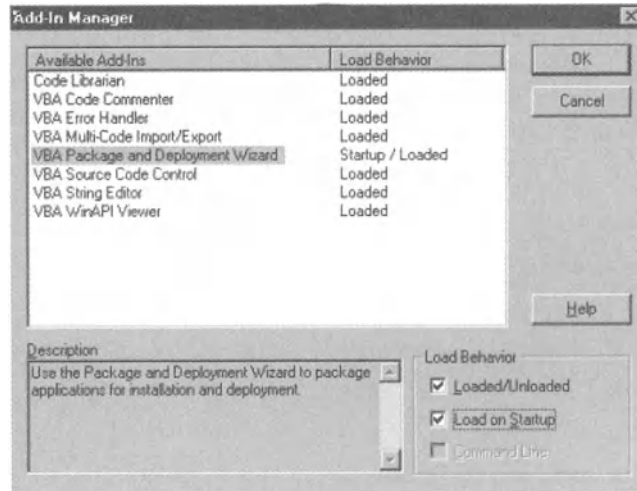 Add-In Manager
Available Add-Ins Load Behavior
Code Librarian Loaded
VBA Code Commenter Loaded
VBA Error Handler Loaded
VBA Multi-Code Import/Export Loaded
VBA Package and Deployment Wizard Startup / Loaded
VBA Source Code Control Loaded
VBA String Editor Loaded
VBA WinAPI Viewer Loaded
OK
Cancel
Help
Description
Use the Package and Deployment Wizard to package
applications for installation and deployment.
Load Behavior
Loaded/Unloaded
Load on Startup
Command Line